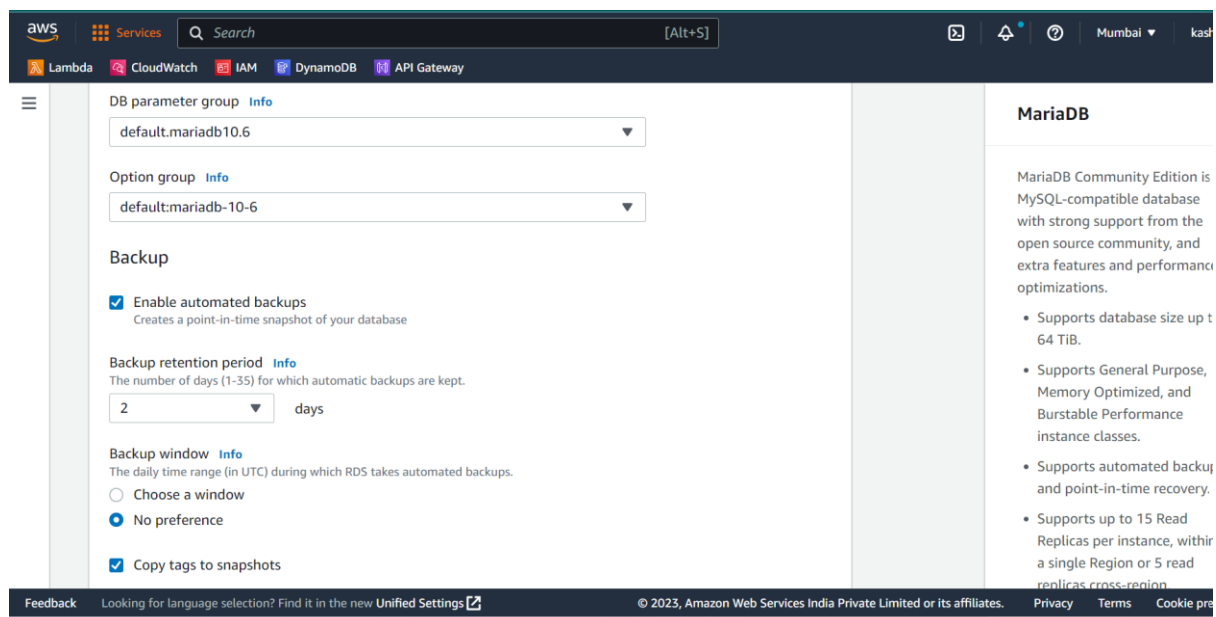 aws
Services
Search
[Alt+S]
Mumbai
Lambda
CloudWatch
IAM
DynamoDB
API Gateway
DB parameter group Info
default.mariadb10.6
Option group Info
default:mariadb-10-6
Backup
Enable automated backups
Creates a point-in-time snapshot of your database
Backup retention period Info
The number of days (1-35) for which automatic backups are kept.
2 days
Backup window Info
The daily time range (in UTC) during which RDS takes automated backups.
Choose a window
No preference
Copy tags to snapshots
MariaDB
MariaDB Community Edition is
MySQL-compatible database
with strong support from the
open source community, and
extra features and performance
optimizations.
• Supports database size up
64 TiB.
• Supports General Purpose,
Memory Optimized, and
Burstable Performance
instance classes.
• Supports automated backup
and point-in-time recovery.
• Supports up to 15 Read
Replicas per instance, within
a single Region or 5 read
replicas cross-region
Feedback
Looking for language selection? Find it in the new Unified Settings
© 2023, Amazon Web Services India Private Limited or its affiliates.
Privacy
Terms
Cookie